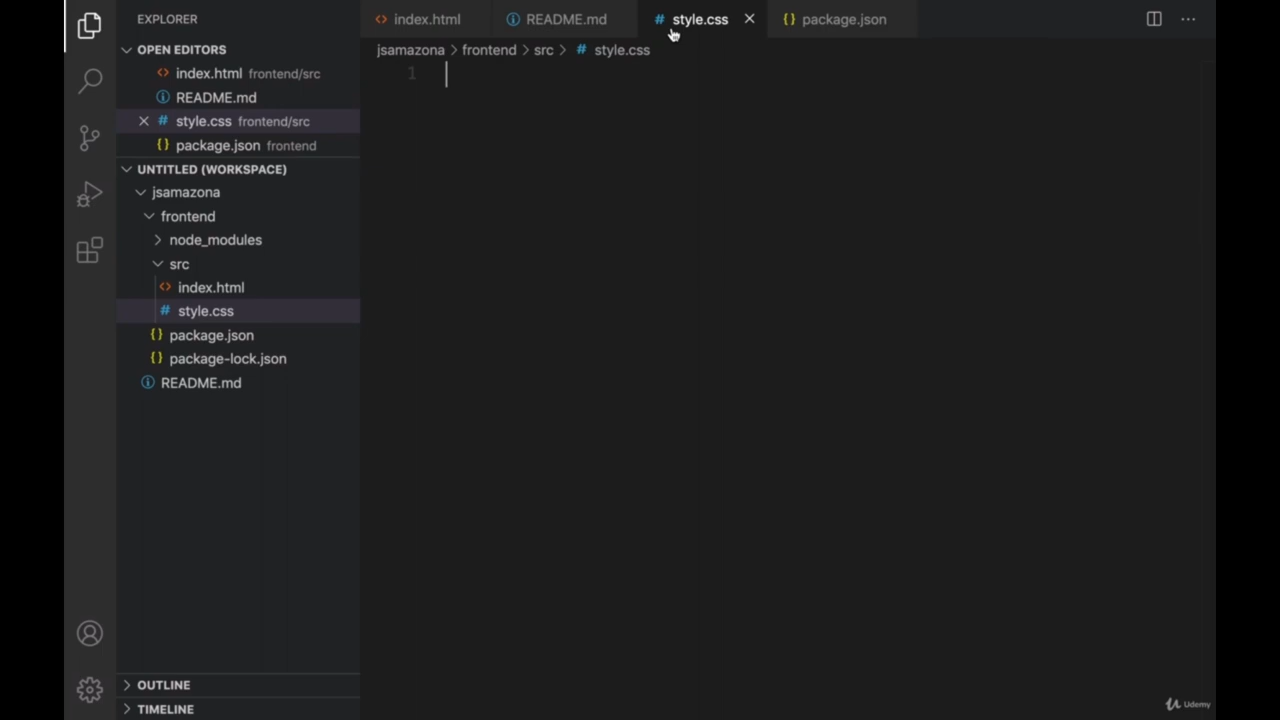 EXPLORER
OPEN EDITORS
index.html frontend/src
README.md
style.css frontend/src
package.json frontend
UNTITLED (WORKSPACE)
jsamazona
frontend
node_modules
src
index.html
style.css
package.json
package-lock.json
README.md
OUTLINE
TIMELINE
index.html README.md # style.css package.json
jsamazona > frontend > src > # style.css
1
Udemy